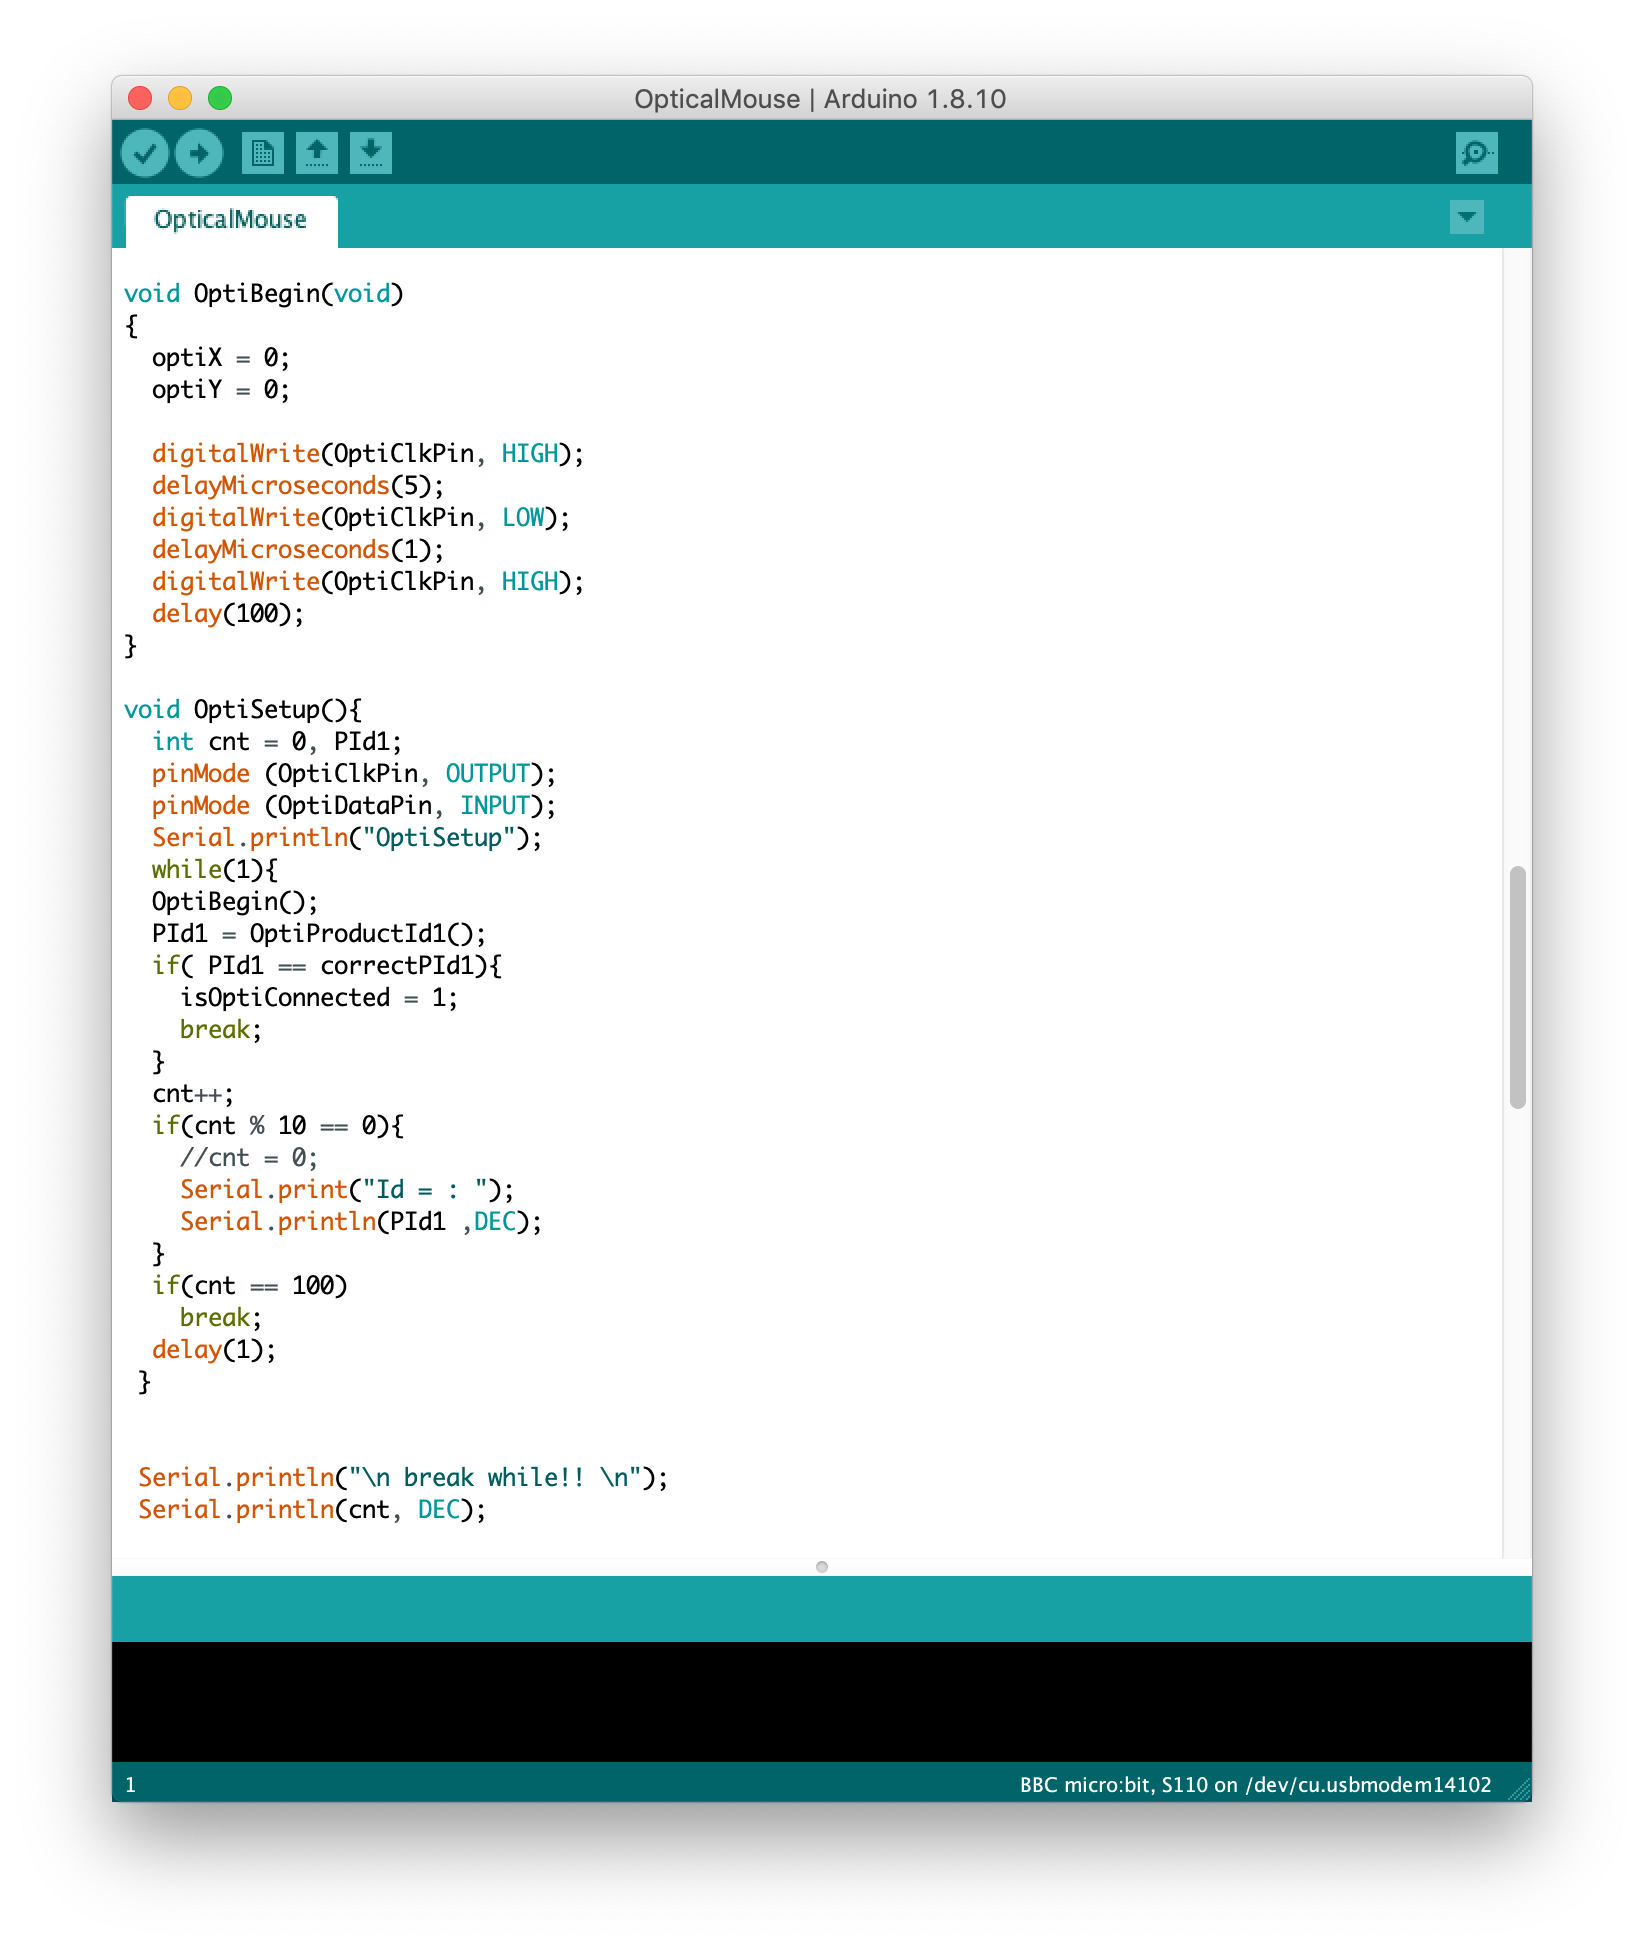 OpticalMouse | Arduino 1.8.10
OpticalMouse
void OptiBegin(void)
{
  optiX = 0;
  optiY = 0;

  digitalWrite(OptiClkPin, HIGH);
  delayMicroseconds(5);
  digitalWrite(OptiClkPin, LOW);
  delayMicroseconds(1);
  digitalWrite(OptiClkPin, HIGH);
  delay(100);
}

void OptiSetup(){
  int cnt = 0, PId1;
  pinMode (OptiClkPin, OUTPUT);
  pinMode (OptiDataPin, INPUT);
  Serial.println("OptiSetup");
  while(1){
  OptiBegin();
  PId1 = OptiProductId1();
  if( PId1 == correctPId1){
    isOptiConnected = 1;
    break;
  }
  cnt++;
  if(cnt % 10 == 0){
    //cnt = 0;
    Serial.print("Id = : ");
    Serial.println(PId1 ,DEC);
  }
  if(cnt == 100)
    break;
  delay(1);
 }

 Serial.println("\n break while!! \n");
 Serial.println(cnt, DEC);
1
BBC micro:bit, S110 on /dev/cu.usbmodem14102